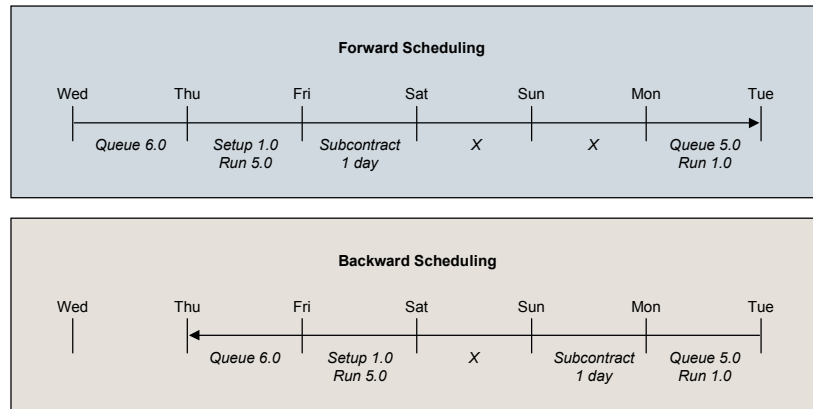 Forward Scheduling
Wed Thu Fri Sat Sun Mon Tue
Queue 6.0 Setup 1.0 Subcontract X X Queue 5.0
Run 5.0 1 day Run 1.0
Backward Scheduling
Wed Thu Fri Sat Sun Mon Tue
Queue 6.0 Setup 1.0 X Subcontract Queue 5.0
Run 5.0 1 day Run 1.0